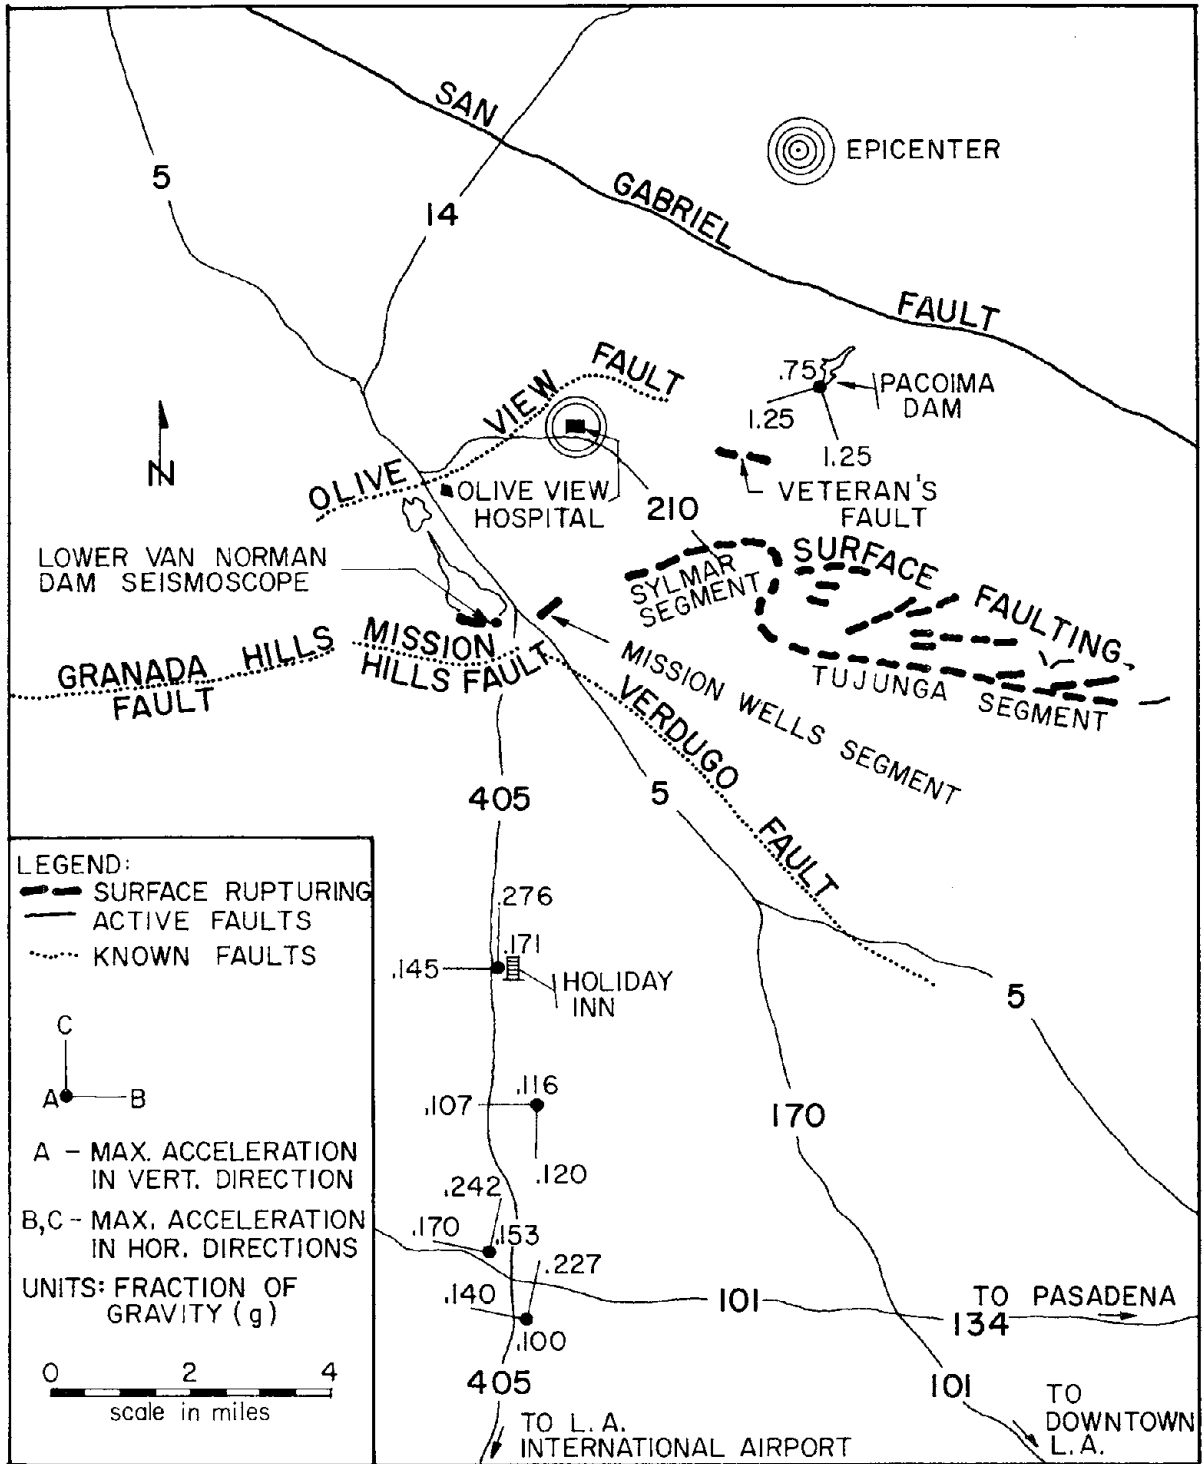 SAN
GABRIEL
FAULT
EPICENTER
5
14
.75
PACOIMA
DAM
1.25
1.25
OLIVE VIEW FAULT
OLIVE VIEW
HOSPITAL
210
VETERAN'S
FAULT
N
LOWER VAN NORMAN
DAM SEISMOSCOPE
SYLMAR
SEGMENT
SURFACE FAULTING
GRANADA HILLS
FAULT
MISSION
HILLS FAULT
MISSION WELLS SEGMENT
TUJUNGA SEGMENT
VERDUGO FAULT
405
5
LEGEND:
SURFACE RUPTURING
ACTIVE FAULTS
KNOWN FAULTS
C
A B
A - MAX. ACCELERATION
IN VERT. DIRECTION
B,C - MAX. ACCELERATION
IN HOR. DIRECTIONS
UNITS: FRACTION OF
GRAVITY (g)
0 2 4
scale in miles
.276
.171
.145
HOLIDAY
INN
5
.116
.107
.120
170
.242
.170
.153
.227
.140
.100
101
TO PASADENA
134
405
101
TO L.A.
INTERNATIONAL AIRPORT
TO
DOWNTOWN
L.A.